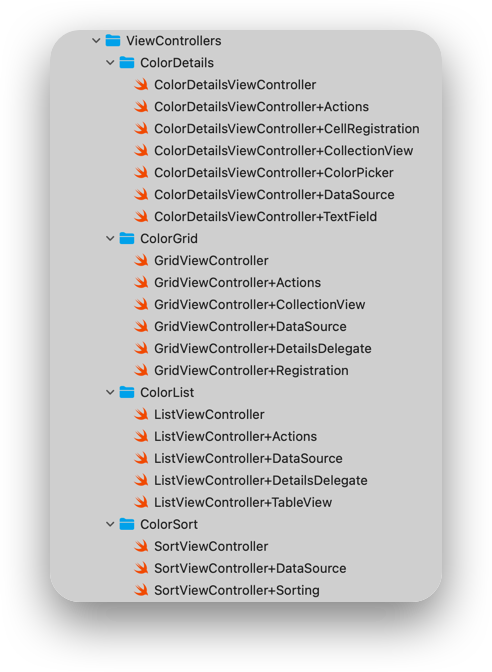 ViewControllers
ColorDetails
ColorDetailsViewController
ColorDetailsViewController+Actions
ColorDetailsViewController+CellRegistration
ColorDetailsViewController+CollectionView
ColorDetailsViewController+ColorPicker
ColorDetailsViewController+DataSource
ColorDetailsViewController+TextField
ColorGrid
GridViewController
GridViewController+Actions
GridViewController+CollectionView
GridViewController+DataSource
GridViewController+DetailsDelegate
GridViewController+Registration
ColorList
ListViewController
ListViewController+Actions
ListViewController+DataSource
ListViewController+DetailsDelegate
ListViewController+TableView
ColorSort
SortViewController
SortViewController+DataSource
SortViewController+Sorting